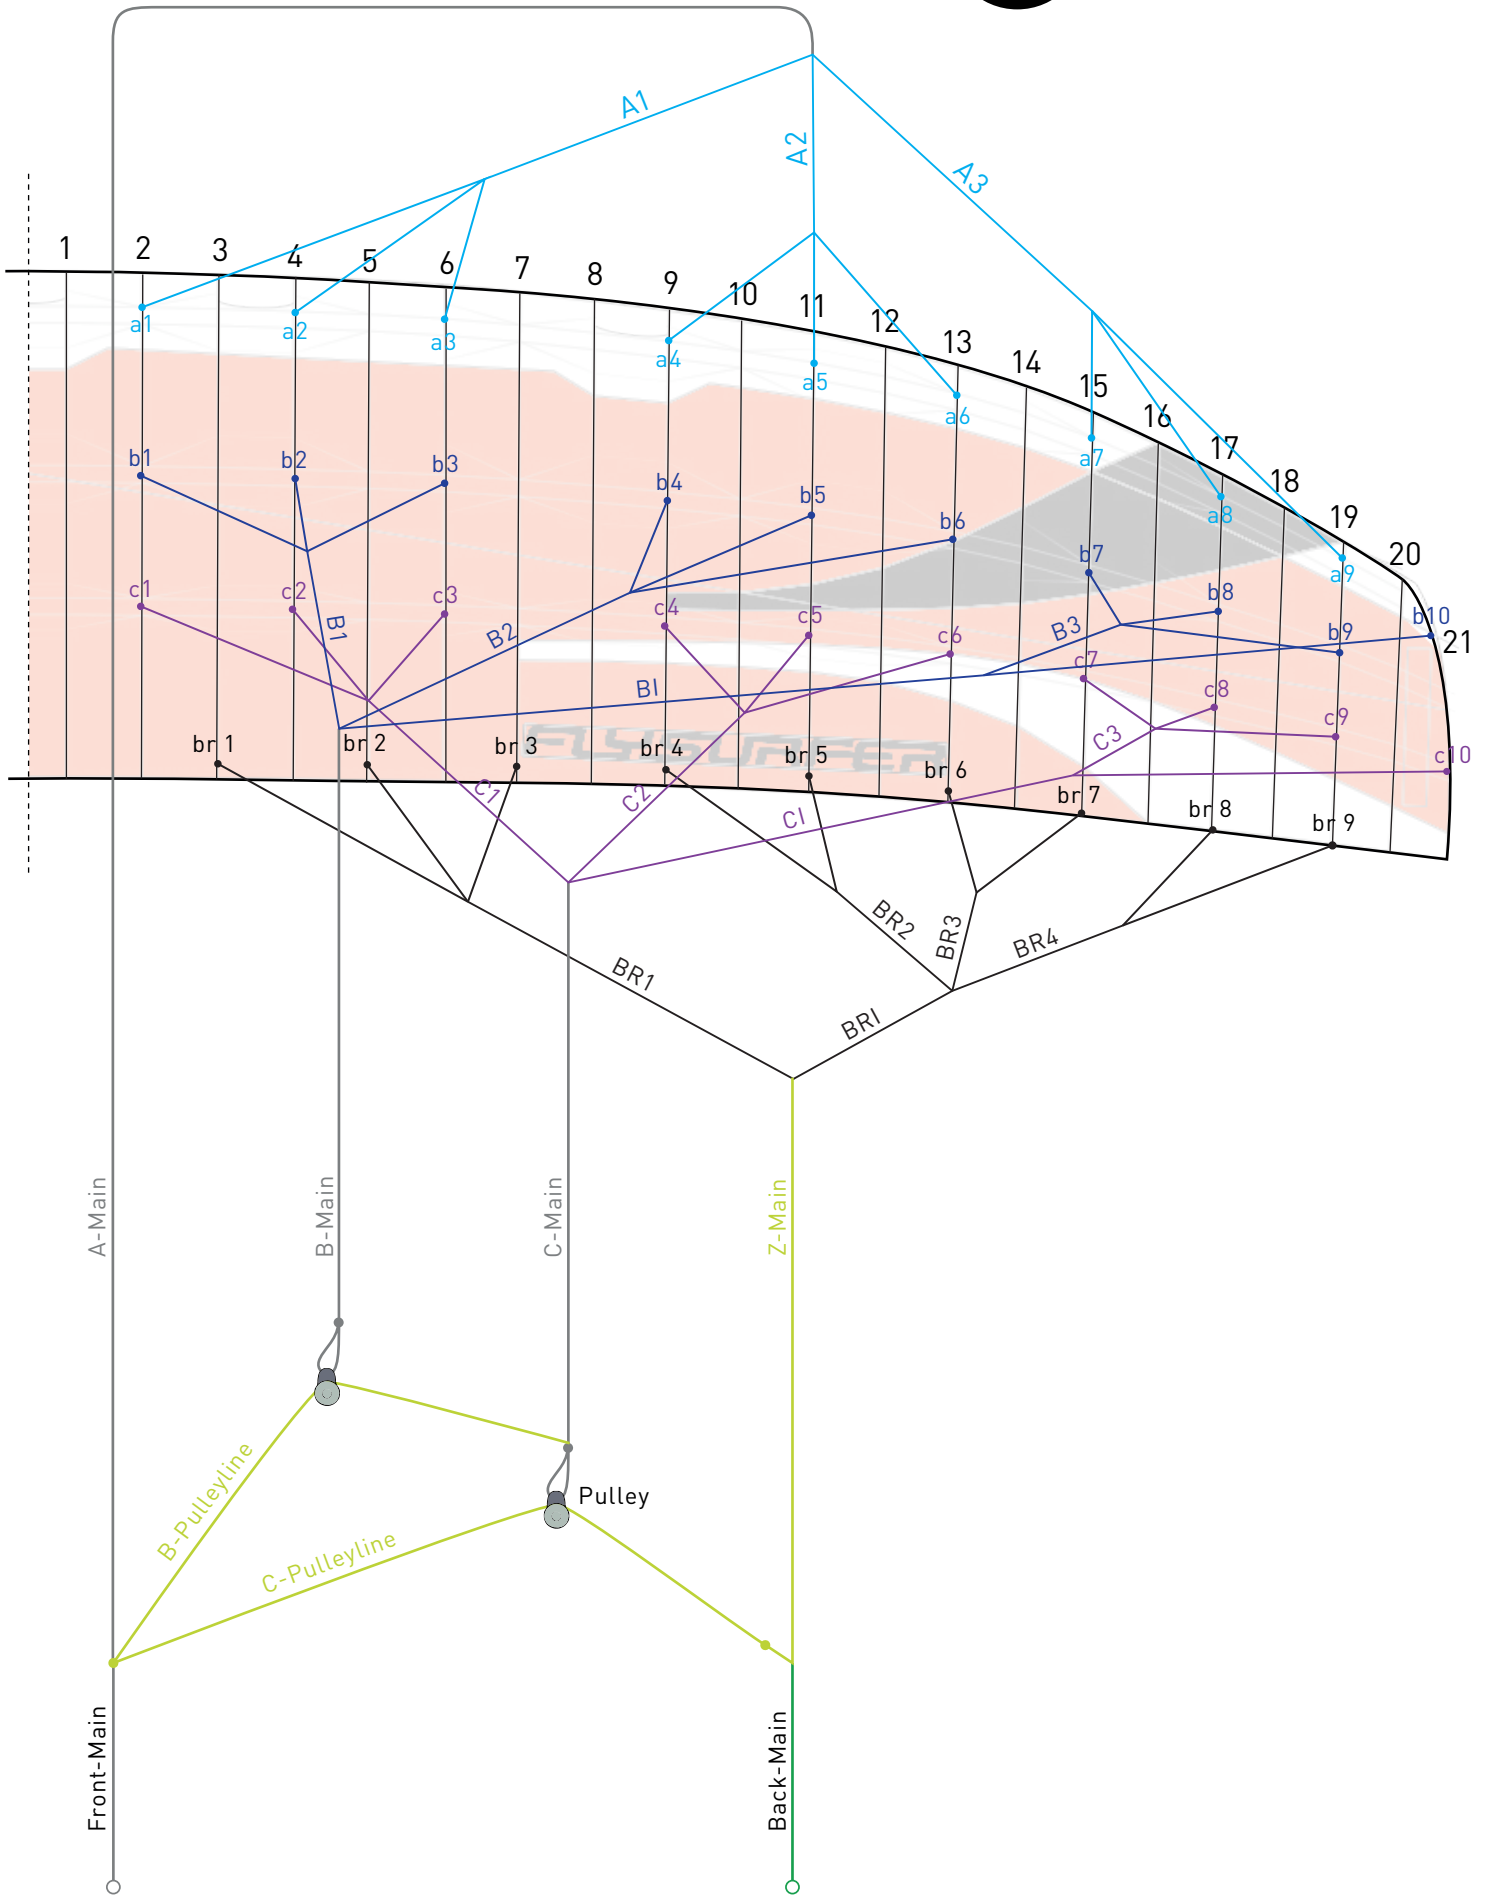 A1
A2
A3
1 2 3 4 5 6 7 8 9 10 11 12 13 14 15 16 17 18 19 20 21
a1 a2 a3 a4 a5 a6 a7 a8 a9
b1 b2 b3 b4 b5 b6 b7 b8 b9 b10
c1 c2 c3 c4 c5 c6 c7 c8 c9 c10
B1 B2 B3
BI
FLYSURFER
br 1 br 2 br 3 br 4 br 5 br 6 br 7 br 8 br 9
C1 C2 CI C3
BR1 BR2 BR3 BR4
BRI
A-Main B-Main C-Main Z-Main
B-Pulleyline
C-Pulleyline
Pulley
Front-Main
Back-Main